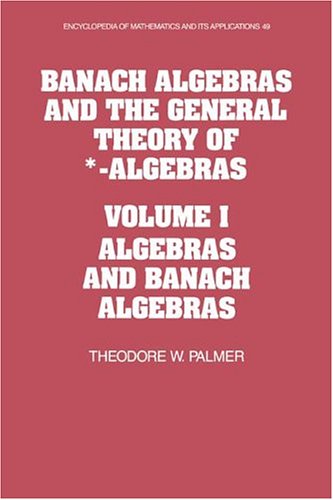 ENCYCLOPEDIA OF MATHEMATICS AND ITS APPLICATIONS 49
BANACH ALGEBRAS
AND THE GENERAL
THEORY OF
*-ALGEBRAS
VOLUME I
ALGEBRAS
AND BANACH
ALGEBRAS
THEODORE W. PALMER